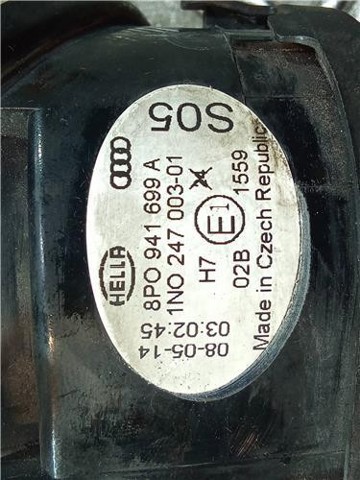 S05
HELLA
8P0 941 699 A
1N0 247 003-01
H7 E1
02B 1559
Made in Czech Republic
08-05-14
03:02:45